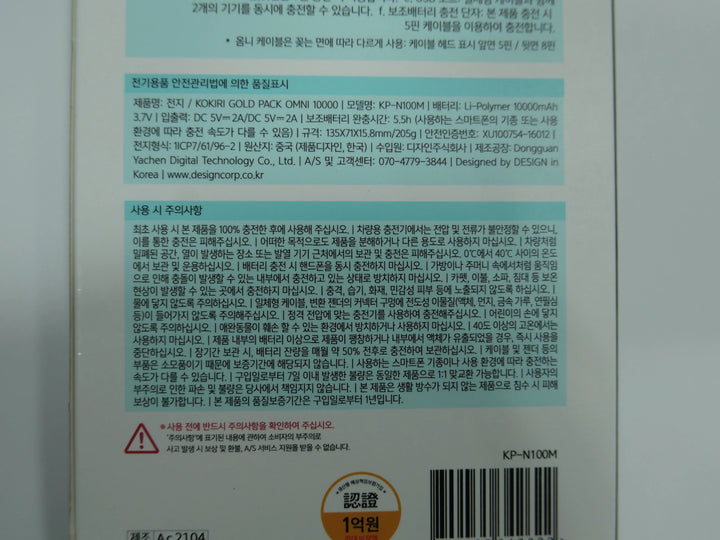 2개의 기기를 동시에 충전할 수 있습니다. f. 보조배터리 충전 단자: 본 제품 충전 시
5핀 케이블을 이용하여 충전합니다.
※ 옴니 케이블은 꽂는 면에 따라 다르게 사용: 케이블 헤드 표시 앞면 5핀 / 뒷면 8핀
전기용품 안전관리법에 의한 품질표시
제품명: 전지 / KOKIRI GOLD PACK OMNI 10000 | 모델명: KP-N100M | 배터리: Li-Polymer 10000mAh
3.7V | 입출력: DC 5V⎓2A/DC 5V⎓2A | 보조배터리 완충시간: 5.5h (사용하는 스마트폰의 기종 또는 사용
환경에 따라 충전 속도가 다를 수 있음) | 규격: 135X71X15.8mm/205g | 안전인증번호: XU100754-16012 |
전지형식: 1ICP7/61/96-2 | 원산지: 중국 (제품디자인, 한국) | 수입원: 디자인주식회사 | 제조공장: Dongguan
Yachen Digital Technology Co., Ltd. | A/S 및 고객센터: 070-4779-3844 | Designed by DESIGN in
Korea | www.designcorp.co.kr
사용 시 주의사항
최초 사용 시 본 제품을 100% 충전한 후에 사용해 주십시오. | 차량용 충전기에서는 전압 및 전류가 불안정할 수 있으니,
이를 통한 충전은 피해주십시오. | 어떠한 목적으로도 제품을 분해하거나 다른 용도로 사용하지 마십시오. | 차량처럼
밀폐된 공간, 열이 발생하는 장소 또는 발열 기기 근처에서의 보관 및 충전은 피해주십시오. 0℃에서 40℃ 사이의 온도
에서 보관 및 운용하십시오. | 배터리 충전 시 핸드폰을 동시 충전하지 마십시오. | 가방이나 주머니 속에서처럼 움직임
으로 인해 충돌이 발생할 수 있는 내부에서 충전하고 있는 상태로 방치하지 마십시오. | 카펫, 이불, 소파, 침대 등 보온
현상이 발생할 수 있는 곳에서 충전하지 마십시오. | 충격, 습기, 화재, 민감성 피부 등에 노출되지 않도록 하십시오. |
물에 닿지 않도록 주의하십시오. | 일체형 케이블, 변환 젠더의 커넥터 구멍에 전도성 이물질(액체, 먼지, 금속 가루, 연필심
등)이 들어가지 않도록 주의하십시오. | 정격 전압에 맞는 충전기를 사용하여 충전해주십시오. | 어린이의 손에 닿지
않도록 주의하십시오. | 애완동물이 훼손 할 수 있는 환경에서 방치하거나 사용하지 마십시오. | 40도 이상의 고온에서는
사용하지 마십시오. | 제품 내부의 배터리 이상으로 제품이 팽창하거나 내부에서 액체가 유출되었을 경우, 즉시 사용을
중단하십시오. | 장기간 보관 시, 배터리 잔량을 매월 약 50% 전후로 충전하여 보관하십시오. | 케이블 및 젠더 등의
부품은 소모품이기 때문에 보증기간에 해당되지 않습니다. | 사용하는 스마트폰 기종이나 사용 환경에 따라 충전하는
속도가 다를 수 있습니다. | 구입일로부터 7일 이내 발생한 불량은 동일한 제품으로 1:1 맞교환 가능합니다. | 사용자의
부주의로 인한 파손 및 불량은 당사에서 책임지지 않습니다. | 본 제품은 생활 방수가 되지 않는 제품으로 침수 시 피해
보상이 불가합니다. | 본 제품의 품질보증기간은 구입일로부터 1년입니다.
※ 사용 전에 반드시 주의사항을 확인하여 주십시오.
'주의사항'에 표기된 내용에 관하여 소비자의 부주의로
사고 발생 시 보상 및 환불, A/S 서비스 지원을 받을 수 없습니다.
KP-N100M
認證
1억원
제조 Ac 2104